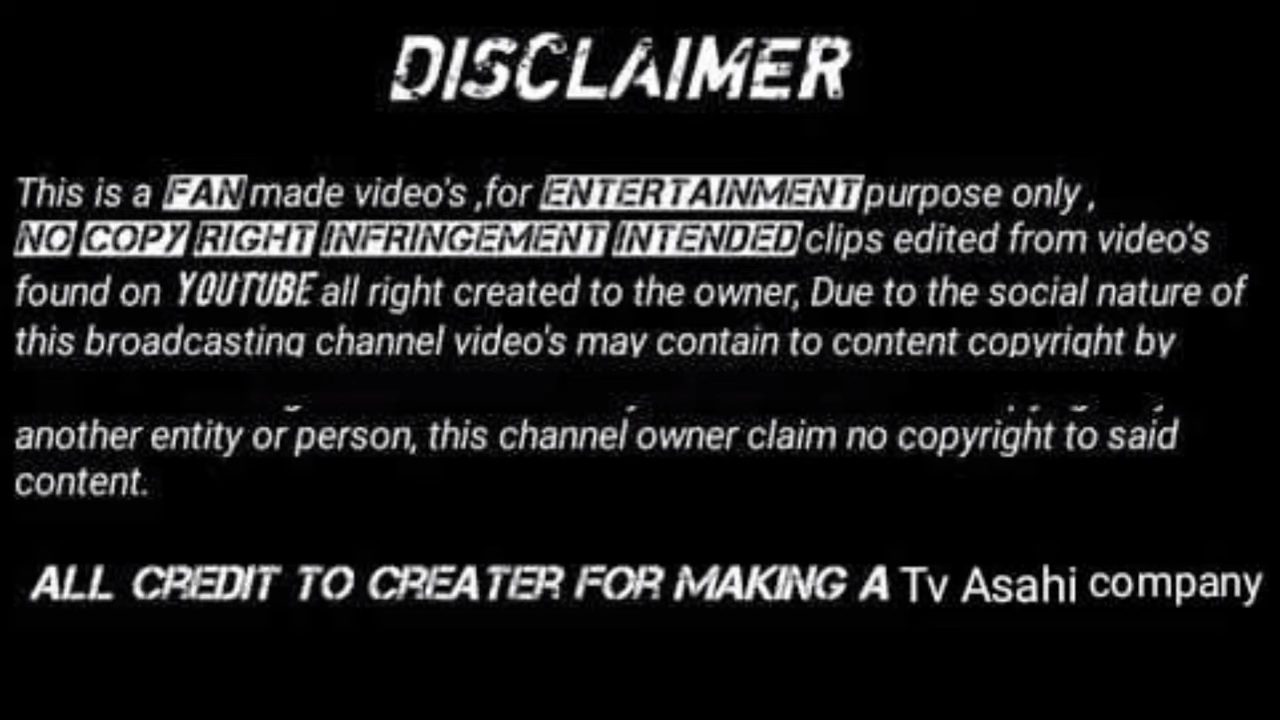 DISCLAIMER
This is a FAN made video's ,for ENTERTAINMENT purpose only ,
NO COPY RIGHT INFRINGEMENT INTENDED clips edited from video's
found on YOUTUBE all right created to the owner, Due to the social nature of
this broadcasting channel video's may contain to content copyright by
another entity or person, this channel owner claim no copyright to said
content.
ALL CREDIT TO CREATER FOR MAKING A Tv Asahi company